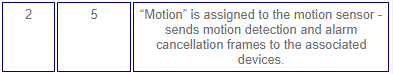 2
5
“Motion” is assigned to the motion sensor -
sends motion detection and alarm
cancellation frames to the associated
devices.